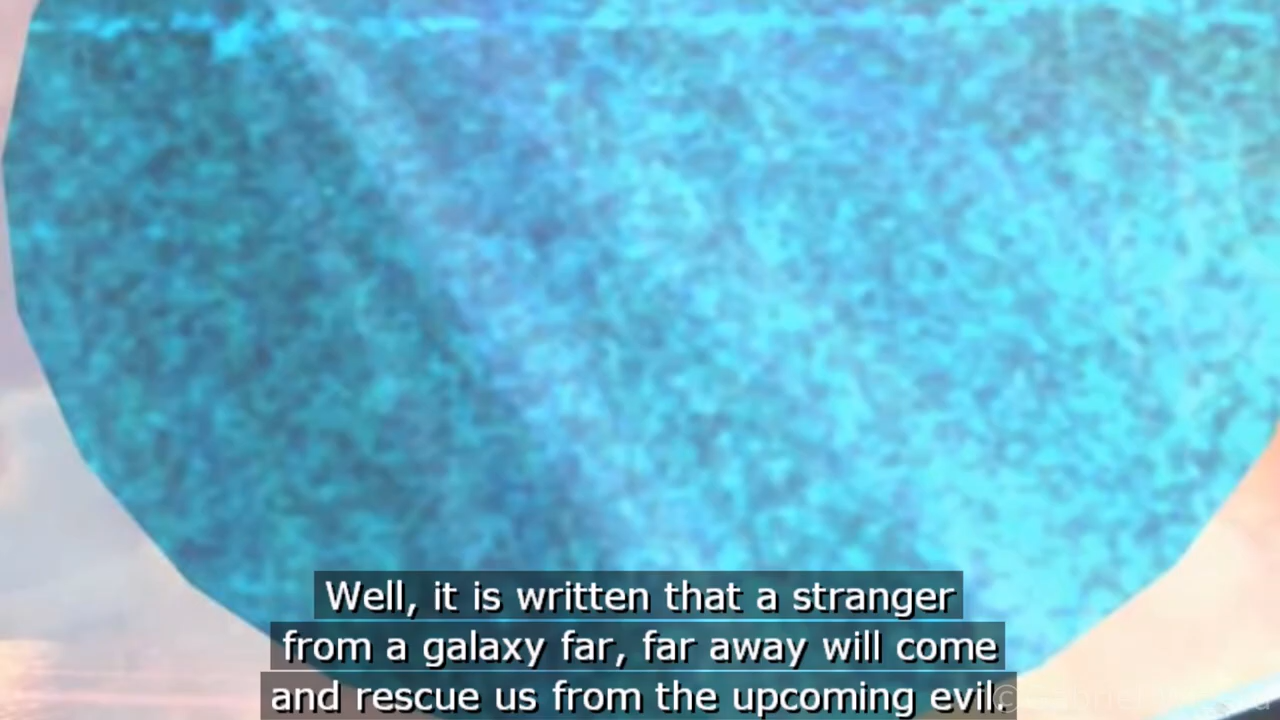 Well, it is written that a stranger
from a galaxy far, far away will come
and rescue us from the upcoming evil.